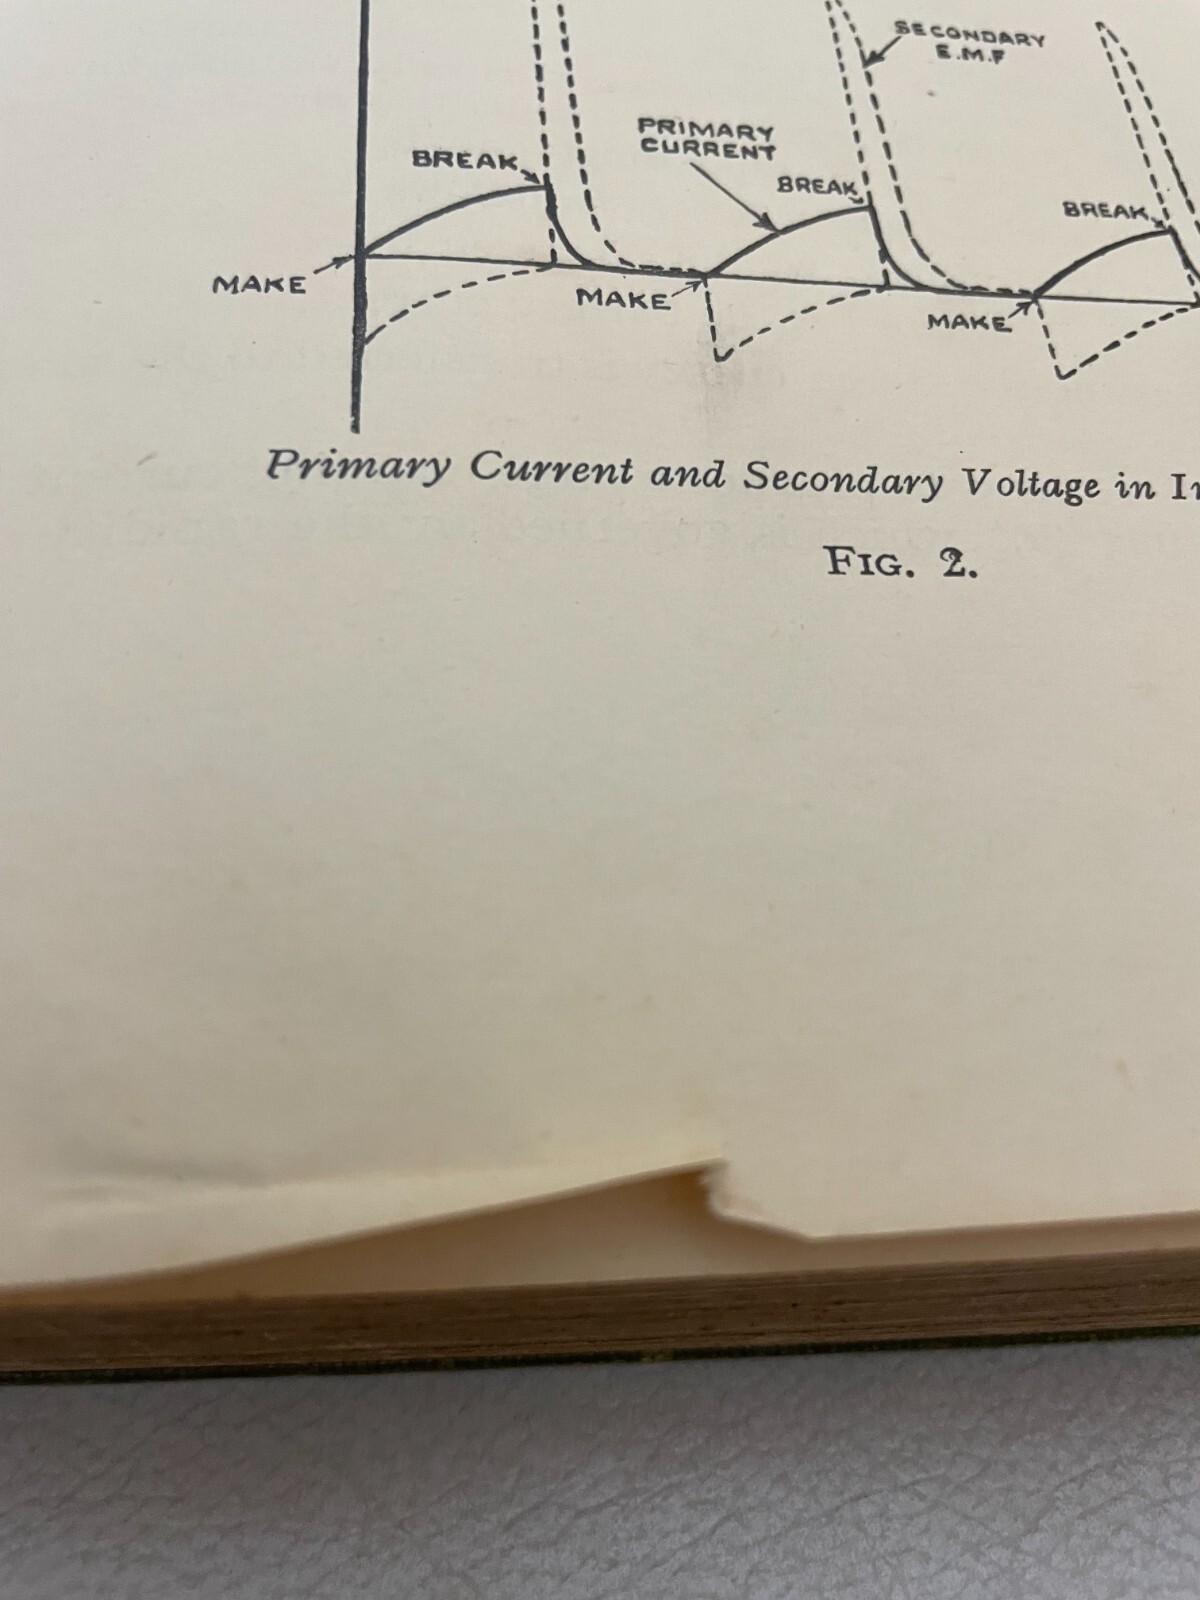 SECONDARY
E.M.F
PRIMARY
CURRENT
BREAK
BREAK
BREAK
MAKE
MAKE
MAKE
Primary Current and Secondary Voltage in
FIG. 2.